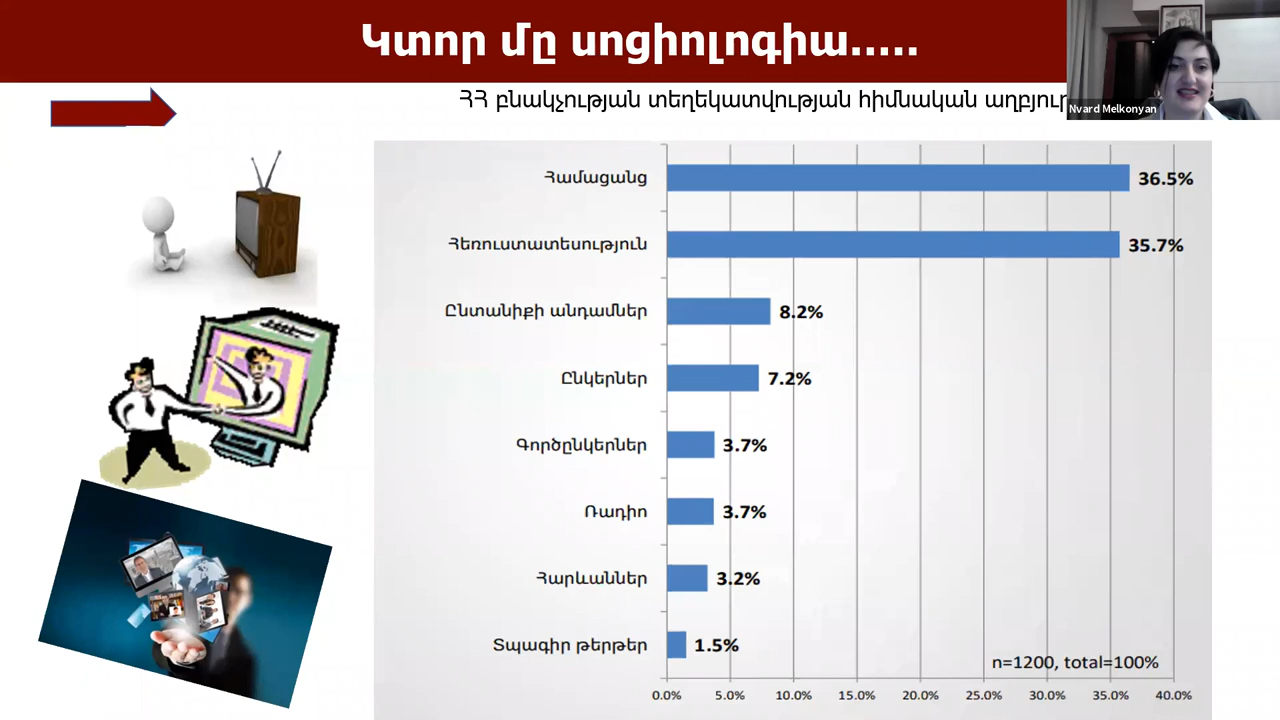 Կտոր մը սոցիոլոգիա.....
ՀՀ բնակչության տեղեկատվության հիմնական աղբյուր
Nvard Melkonyan
Համացանց 36.5%
Հեռուստատեսություն 35.7%
Ընտանիքի անդամներ 8.2%
Ընկերներ 7.2%
Գործընկերներ 3.7%
Ռադիո 3.7%
Հարևաններ 3.2%
Տպագիր թերթեր 1.5%
n=1200, total=100%
0.0% 5.0% 10.0% 15.0% 20.0% 25.0% 30.0% 35.0% 40.0%